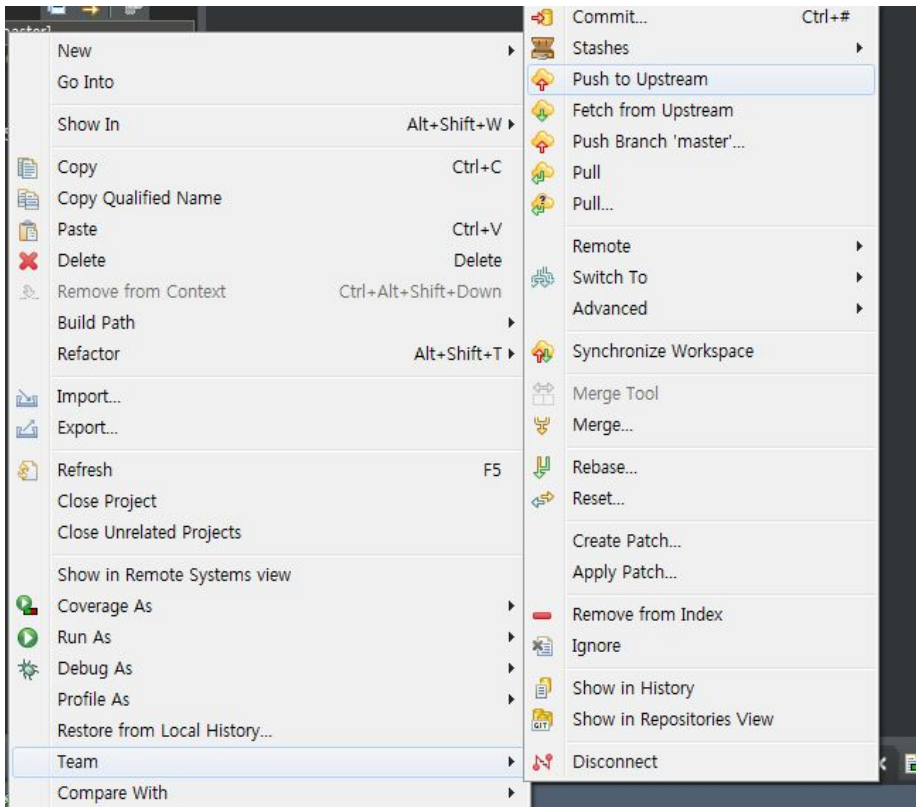 master]
New
Go Into
Show In Alt+Shift+W
Copy Ctrl+C
Copy Qualified Name
Paste Ctrl+V
Delete Delete
Remove from Context Ctrl+Alt+Shift+Down
Build Path
Refactor Alt+Shift+T
Import...
Export...
Refresh F5
Close Project
Close Unrelated Projects
Show in Remote Systems view
Coverage As
Run As
Debug As
Profile As
Restore from Local History...
Team
Compare With
Commit... Ctrl+#
Stashes
Push to Upstream
Fetch from Upstream
Push Branch 'master'...
Pull
Pull...
Remote
Switch To
Advanced
Synchronize Workspace
Merge Tool
Merge...
Rebase...
Reset...
Create Patch...
Apply Patch...
Remove from Index
Ignore
Show in History
GIT Show in Repositories View
Disconnect